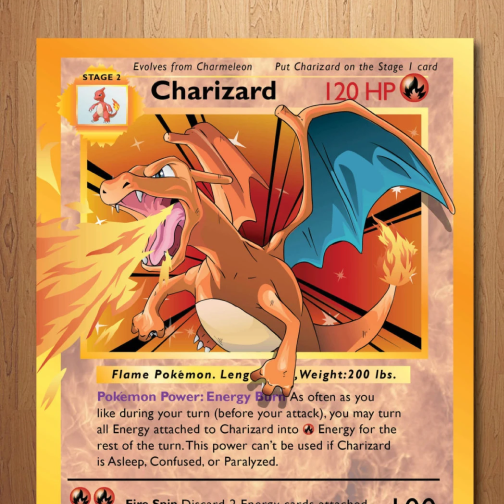 Evolves from Charmeleon Put Charizard on the Stage 1 card
STAGE 2
Charizard 120 HP
Flame Pokémon. Leng ,Weight:200 lbs.
Pokémon Power: Energy Burn As often as you
like during your turn (before your attack), you may turn
all Energy attached to Charizard into Energy for the
rest of the turn. This power can't be used if Charizard
is Asleep, Confused, or Paralyzed.
Fire Spin Discard 2 Energy cards attached 100